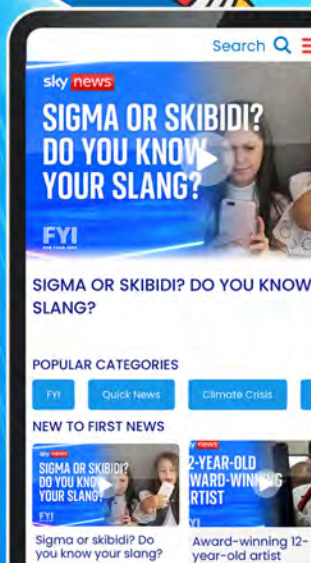 Search
sky news
SIGMA OR SKIBIDI?
DO YOU KNOW
YOUR SLANG?
FYI
SIGMA OR SKIBIDI? DO YOU KNOW
SLANG?
POPULAR CATEGORIES
FYI
Quick News
Climate Crisis
NEW TO FIRST NEWS
sky news
SIGMA OR SKIBIDI?
DO YOU KNOW
YOUR SLANG?
FYI
2-YEAR-OLD
WARD-WINNING
RTIST
Sigma or skibidi? Do
you know your slang?
Award-winning 12-
year-old artist